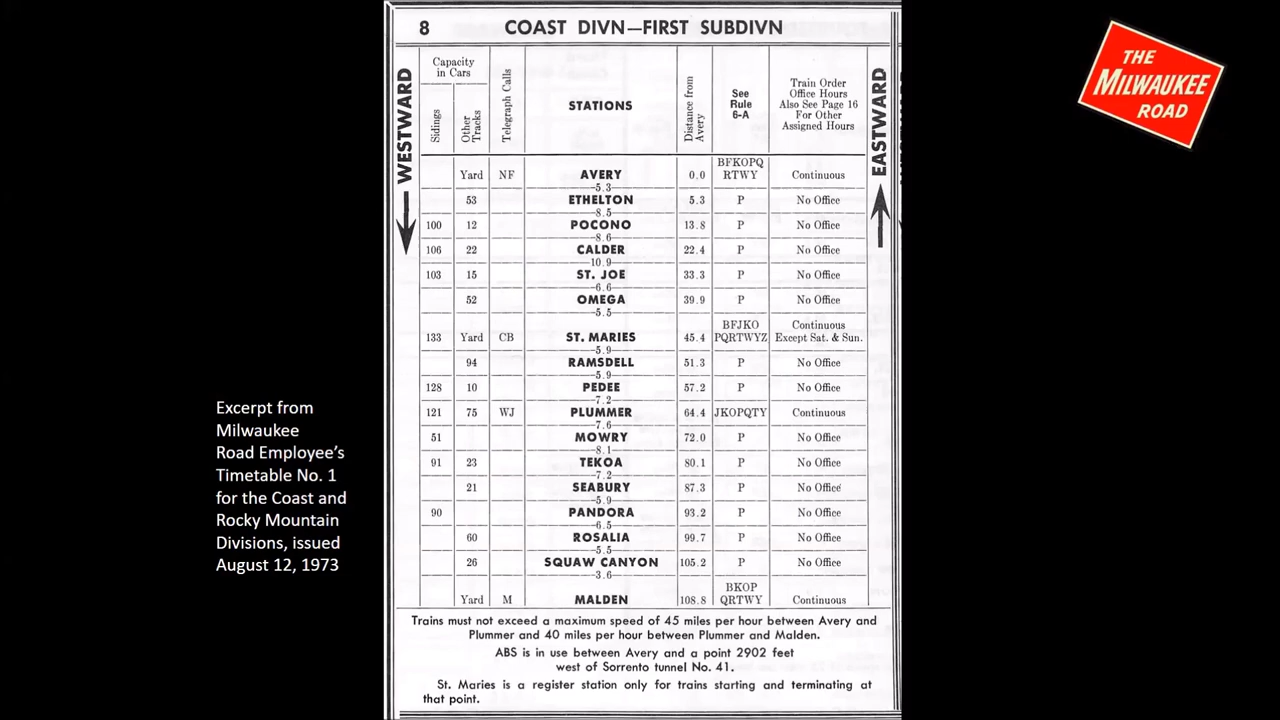 8 COAST DIVN—FIRST SUBDIVN
THE
MILWAUKEE
ROAD
WESTWARD
Capacity
in Cars
Sidings
Other
Tracks
Telegraph Calls
STATIONS
Distance from
Avery
See
Rule
6-A
Train Order
Office Hours
Also See Page 16
For Other
Assigned Hours
EASTWARD
BFKOPQ
Yard NF AVERY 0.0 RTWY Continuous
5.3
53 ETHELTON 5.3 P No Office
8.5
100 12 POCONO 13.8 P No Office
8.6
106 22 CALDER 22.4 P No Office
10.9
103 15 ST. JOE 33.3 P No Office
6.6
52 OMEGA 39.9 P No Office
5.5
BFJKO Continuous
133 Yard CB ST. MARIES 45.4 PQRTWYZ Except Sat. & Sun.
5.9
94 RAMSDELL 51.3 P No Office
5.9
128 10 PEDEE 57.2 P No Office
7.2
121 75 WJ PLUMMER 64.4 JKOPQTY Continuous
7.6
51 MOWRY 72.0 P No Office
8.1
91 23 TEKOA 80.1 P No Office
7.2
21 SEABURY 87.3 P No Office
5.9
90 PANDORA 93.2 P No Office
6.5
60 ROSALIA 99.7 P No Office
5.5
26 SQUAW CANYON 105.2 P No Office
3.6
BKOP
Yard M MALDEN 108.8 QRTWY Continuous
Trains must not exceed a maximum speed of 45 miles per hour between Avery and
Plummer and 40 miles per hour between Plummer and Malden.
ABS is in use between Avery and a point 2902 feet
west of Sorrento tunnel No. 41.
St. Maries is a register station only for trains starting and terminating at
that point.
Excerpt from
Milwaukee
Road Employee’s
Timetable No. 1
for the Coast and
Rocky Mountain
Divisions, issued
August 12, 1973